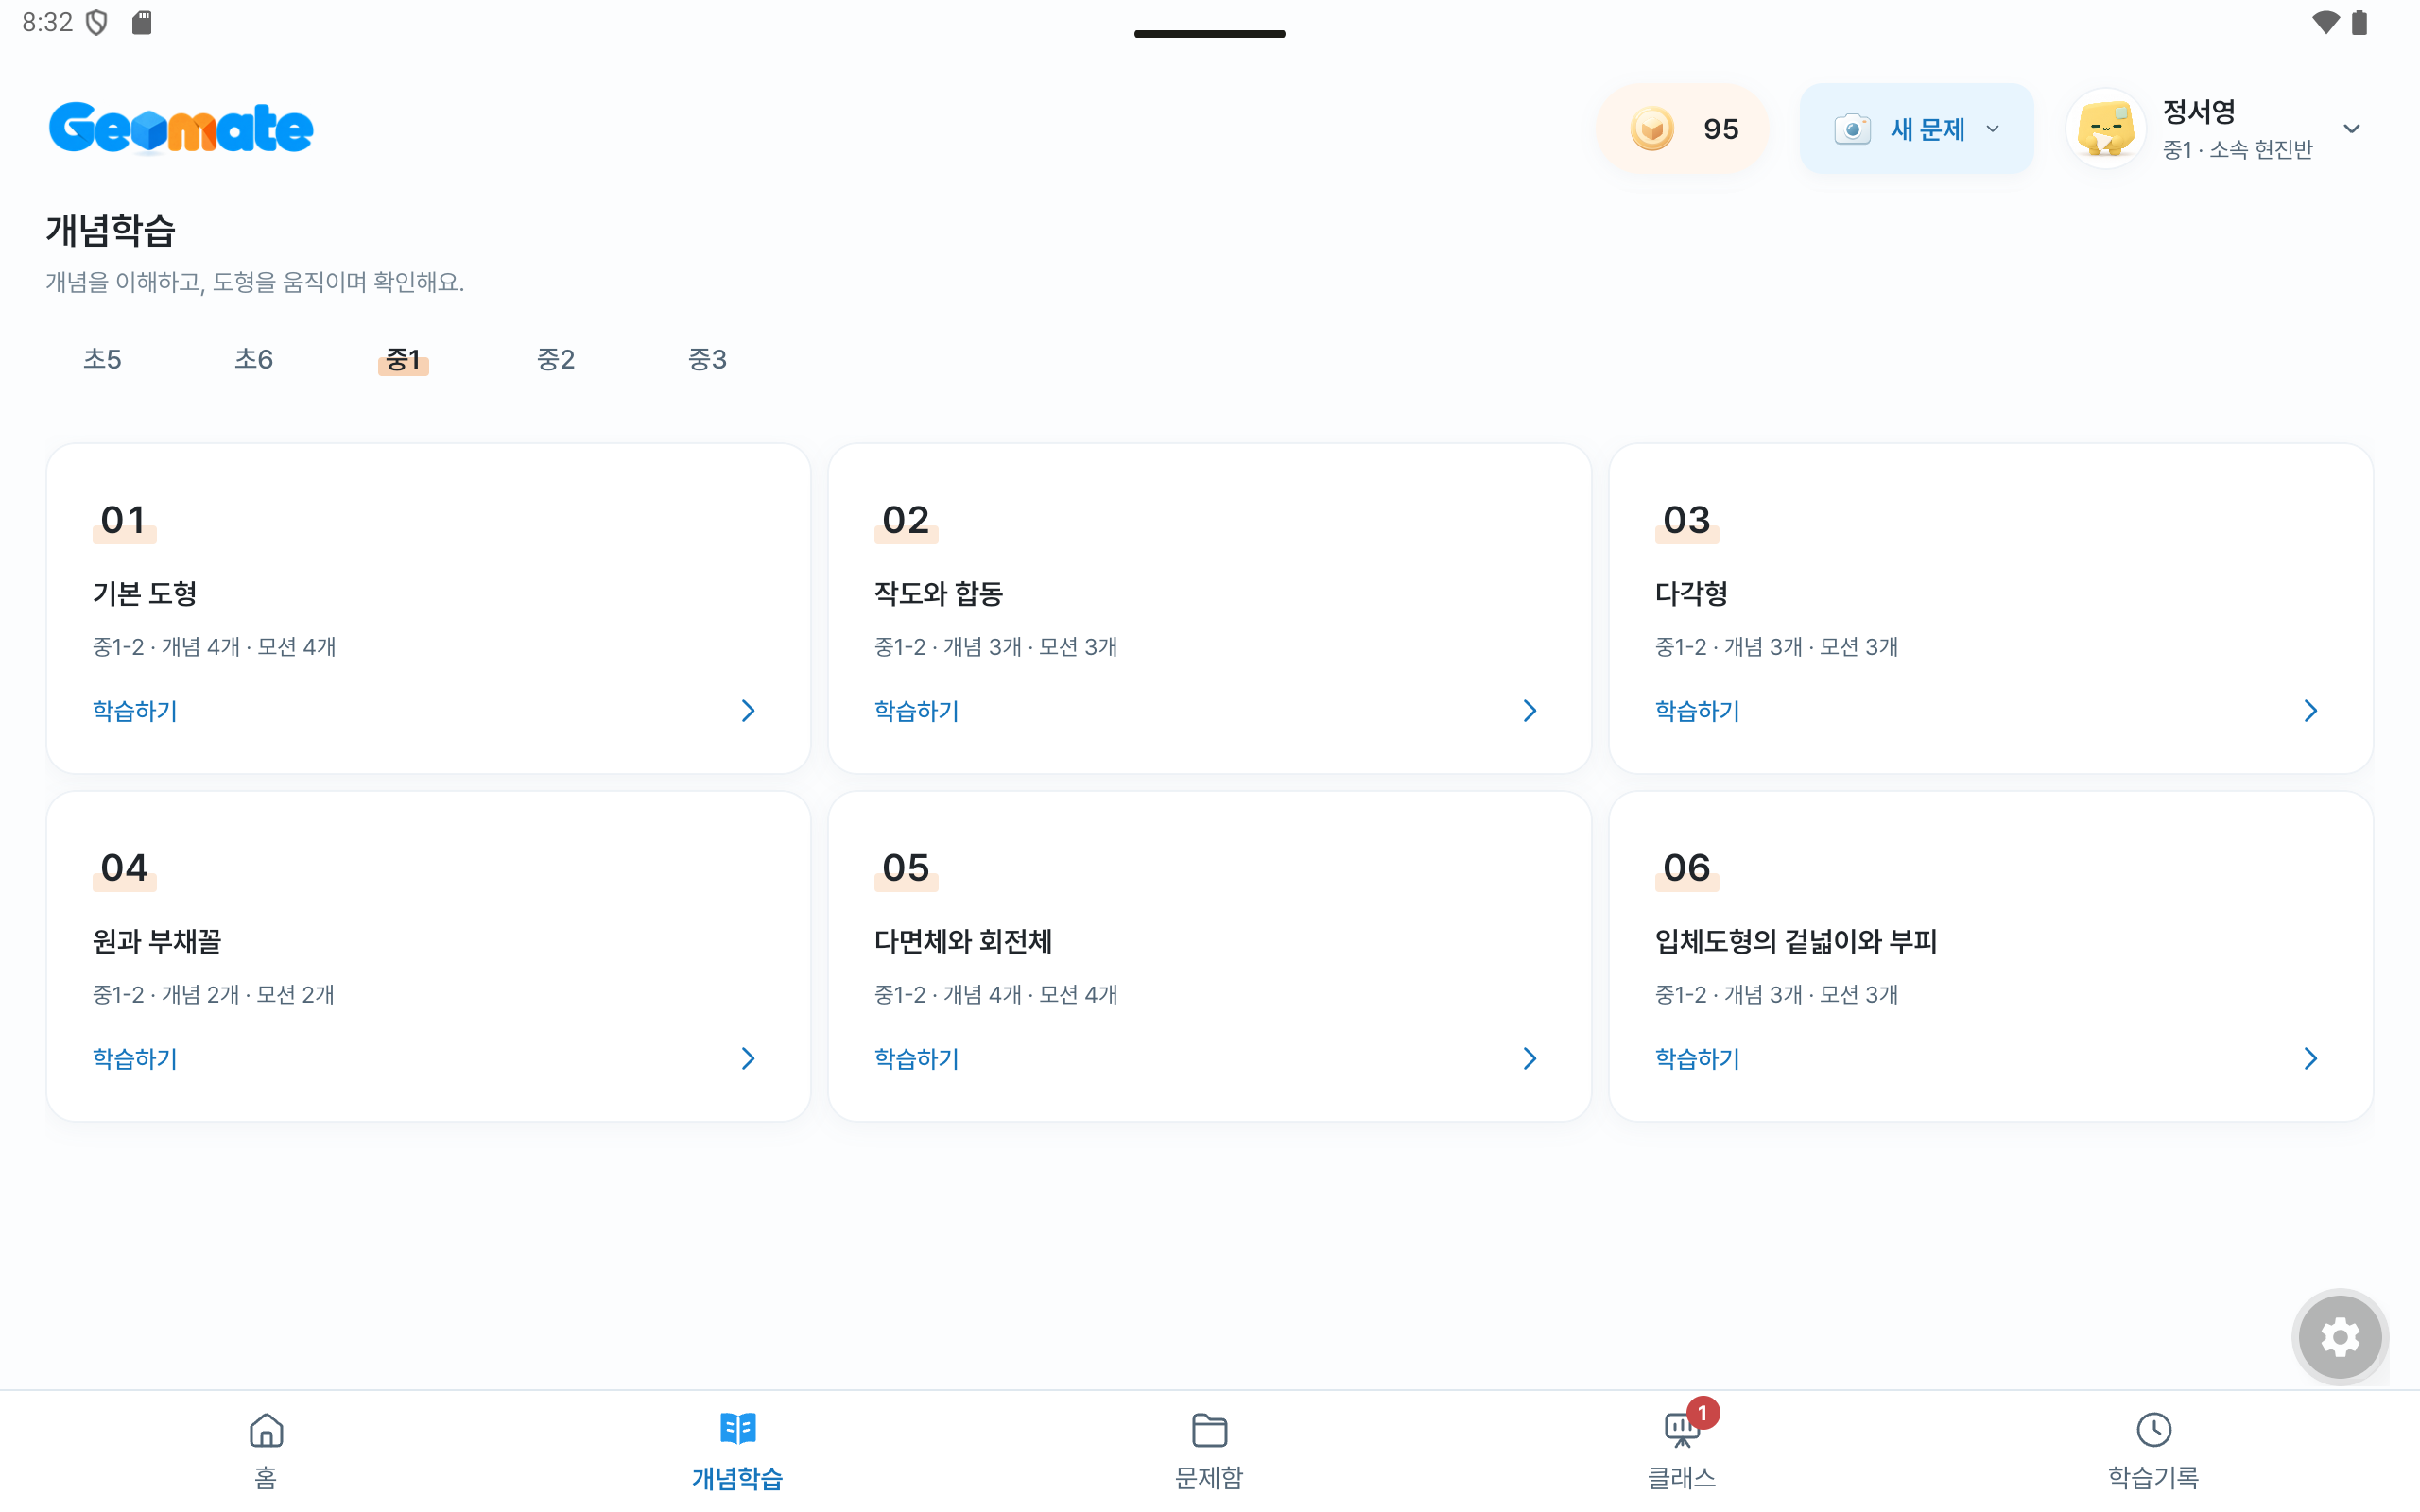 8:32
Geomate
95
새 문제
정서영
중1 · 소속 현진반
개념학습
개념을 이해하고, 도형을 움직이며 확인해요.
초5
초6
중1
중2
중3
01
기본 도형
중1-2 · 개념 4개 · 모션 4개
학습하기
02
작도와 합동
중1-2 · 개념 3개 · 모션 3개
학습하기
03
다각형
중1-2 · 개념 3개 · 모션 3개
학습하기
04
원과 부채꼴
중1-2 · 개념 2개 · 모션 2개
학습하기
05
다면체와 회전체
중1-2 · 개념 4개 · 모션 4개
학습하기
06
입체도형의 겉넓이와 부피
중1-2 · 개념 3개 · 모션 3개
학습하기
홈
개념학습
문제함
1
클래스
학습기록